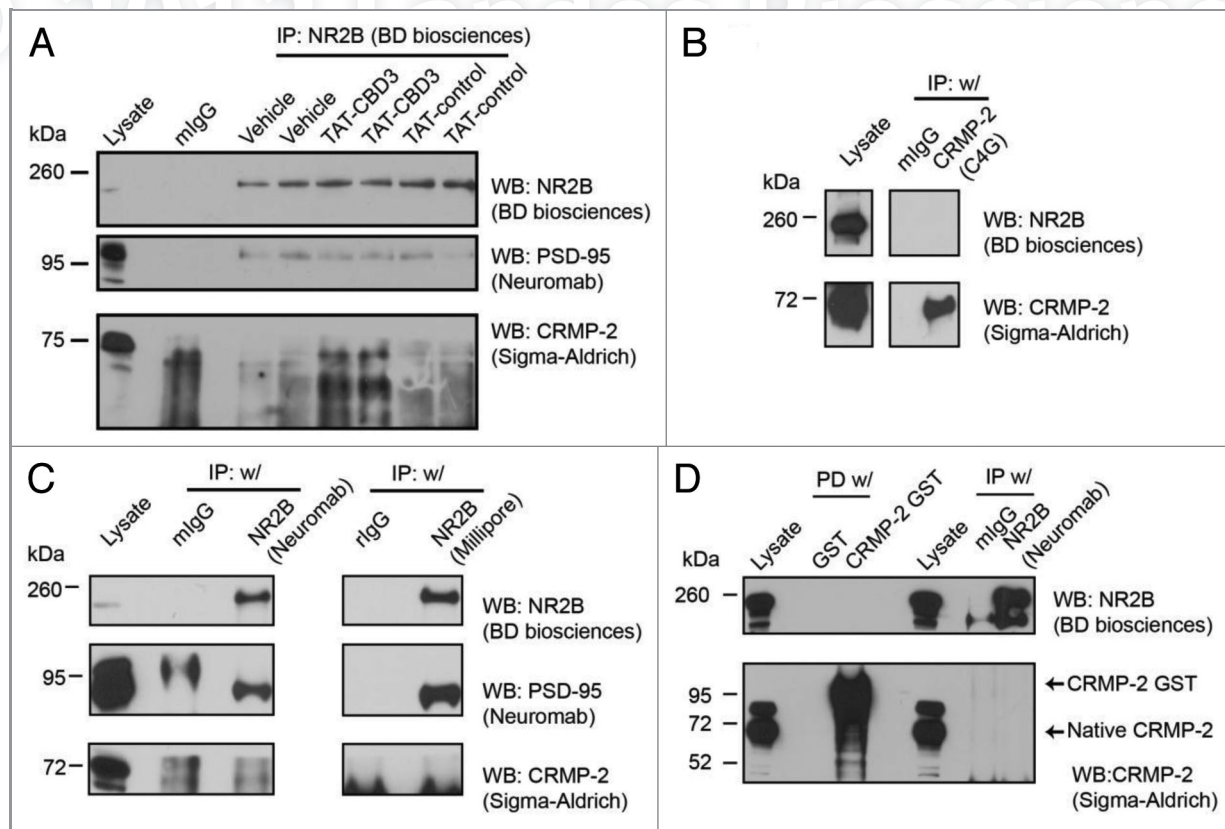 A
IP: NR2B (BD biosciences)
kDa
Lysate
mIgG
Vehicle
Vehicle
TAT-CBD3
TAT-CBD3
TAT-control
TAT-control
260
WB: NR2B
(BD biosciences)
95
WB: PSD-95
(Neuromab)
75
WB: CRMP-2
(Sigma-Aldrich)
B
IP: w/
Lysate
mIgG
CRMP-2
(C4G)
kDa
260
WB: NR2B
(BD biosciences)
72
WB: CRMP-2
(Sigma-Aldrich)
C
IP: w/
IP: w/
kDa
Lysate
mIgG
NR2B
(Neuromab)
rIgG
NR2B
(Millipore)
260
WB: NR2B
(BD biosciences)
95
WB: PSD-95
(Neuromab)
72
WB: CRMP-2
(Sigma-Aldrich)
D
PD w/
IP w/
kDa
Lysate
GST
CRMP-2 GST
Lysate
mIgG
NR2B
(Neuromab)
260
WB: NR2B
(BD biosciences)
95
CRMP-2 GST
72
Native CRMP-2
52
WB:CRMP-2
(Sigma-Aldrich)